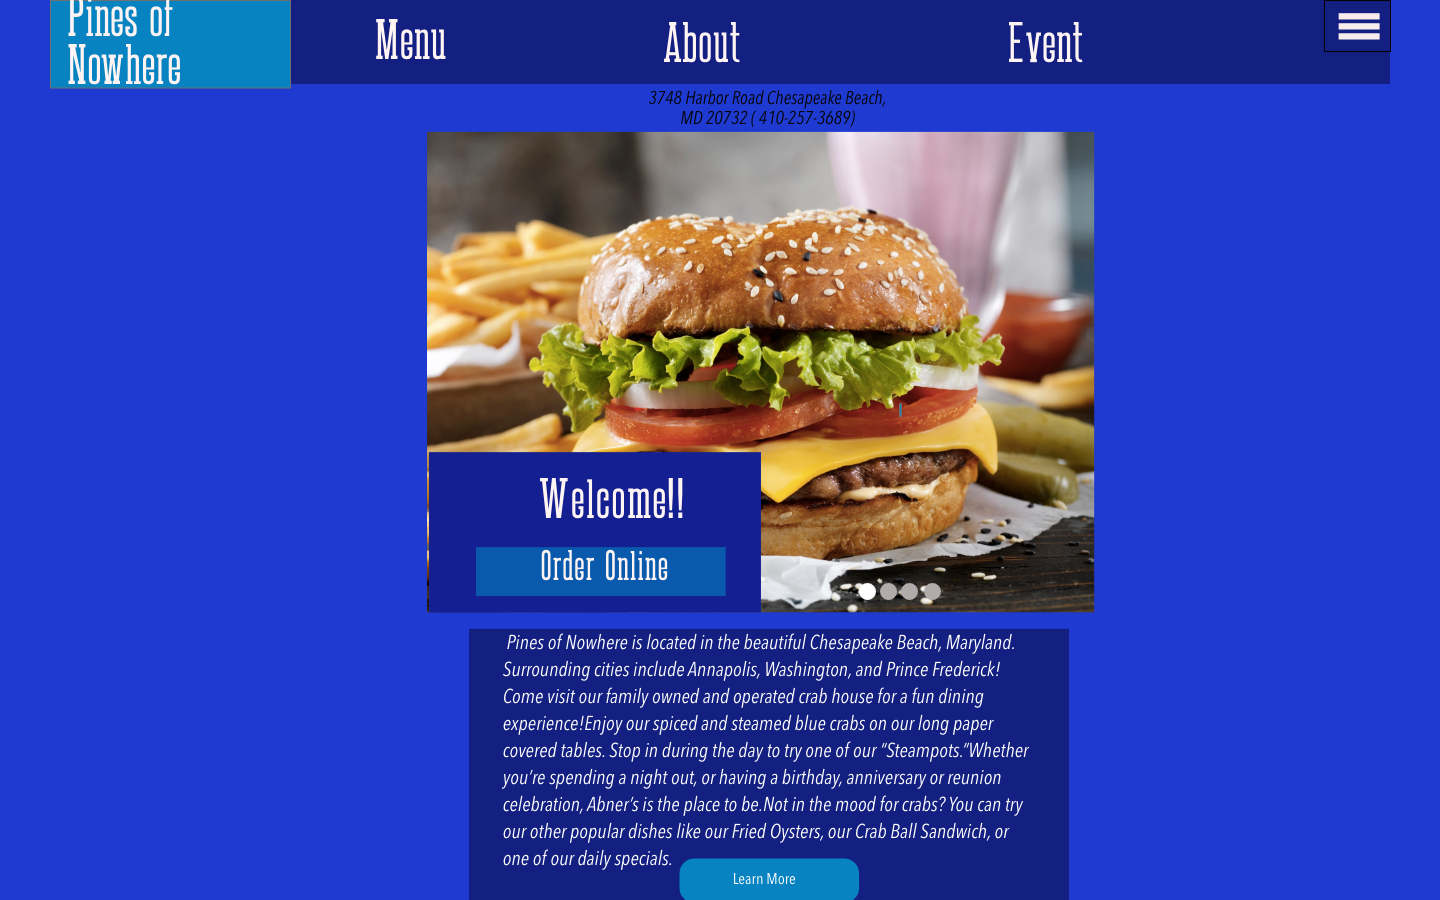 Pines of
Nowhere
Menu
About
Event
3748 Harbor Road Chesapeake Beach,
MD 20732 ( 410-257-3689)
Welcome!!
Order Online
Pines of Nowhere is located in the beautiful Chesapeake Beach, Maryland.
Surrounding cities include Annapolis, Washington, and Prince Frederick!
Come visit our family owned and operated crab house for a fun dining
experience!Enjoy our spiced and steamed blue crabs on our long paper
covered tables. Stop in during the day to try one of our “Steampots.”Whether
you’re spending a night out, or having a birthday, anniversary or reunion
celebration, Abner’s is the place to be.Not in the mood for crabs? You can try
our other popular dishes like our Fried Oysters, our Crab Ball Sandwich, or
one of our daily specials.
Learn More